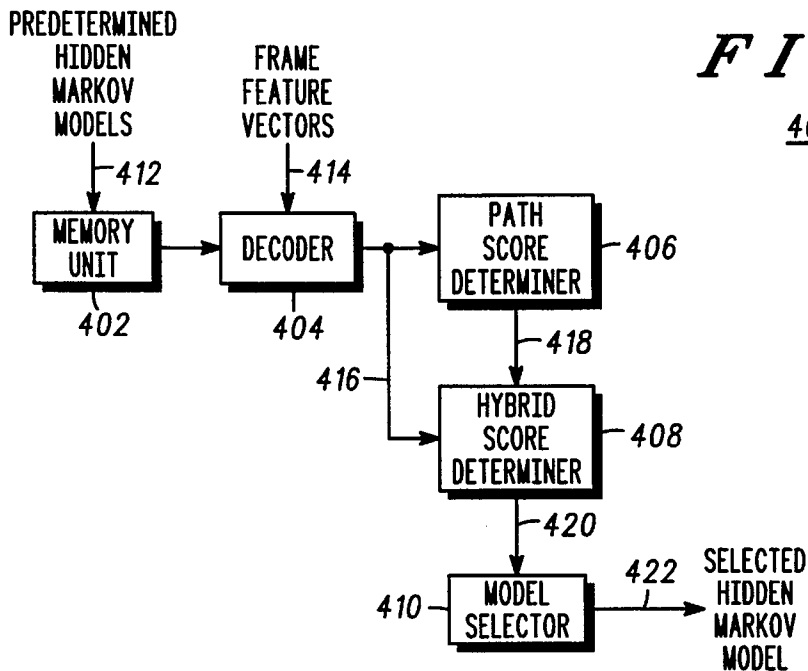 PREDETERMINED
HIDDEN
MARKOV
MODELS
FRAME
FEATURE
VECTORS
F I
412
414
MEMORY
UNIT
DECODER
PATH
SCORE
DETERMINER
406
402
404
416
418
HYBRID
SCORE
DETERMINER
408
420
410
MODEL
SELECTOR
422
SELECTED
HIDDEN
MARKOV
MODEL